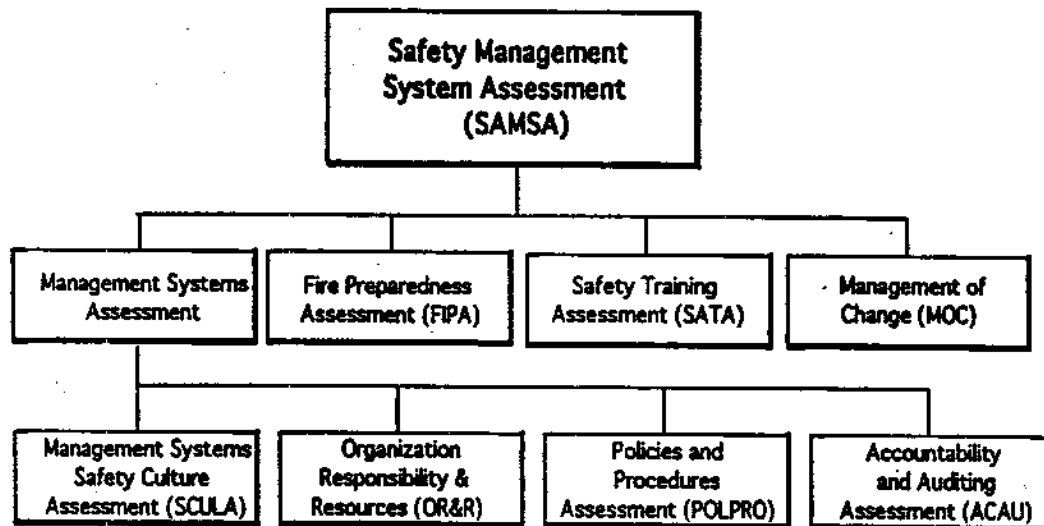 Safety Management
System Assessment
(SAMSA)
Management Systems
Assessment
Fire Preparedness
Assessment (FIPA)
Safety Training
Assessment (SATA)
Management of
Change (MOC)
Management Systems
Safety Culture
Assessment (SCULA)
Organization
Responsibility &
Resources (OR&R)
Policies and
Procedures
Assessment (POLPRO)
Accountability
and Auditing
Assessment (ACAU)